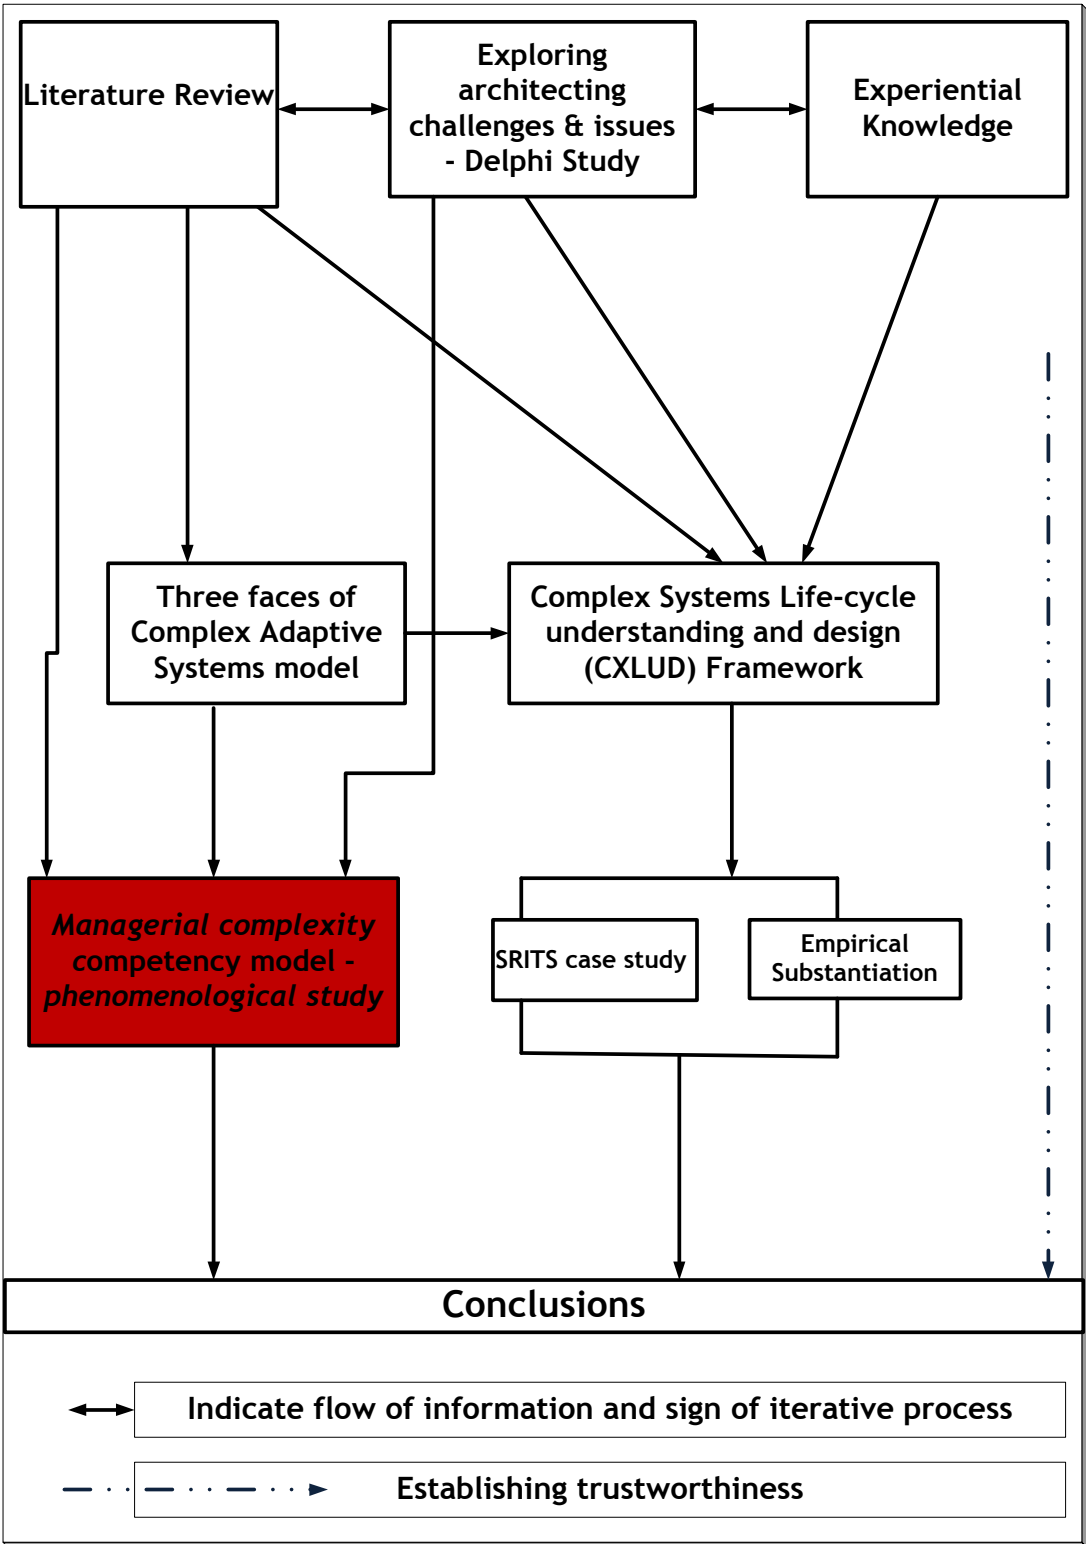 Literature Review
Exploring
architecting
challenges & issues
- Delphi Study
Experiential
Knowledge
Three faces of
Complex Adaptive
Systems model
Complex Systems Life-cycle
understanding and design
(CXLUD) Framework
Managerial complexity
competency model -
phenomenological study
SRITS case study
Empirical
Substantiation
Conclusions
Indicate flow of information and sign of iterative process
Establishing trustworthiness